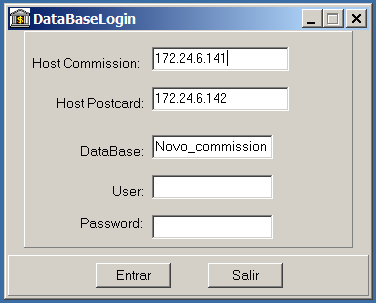 DataBaseLogin
Host Commission: 172.24.6.141
Host Postcard: 172.24.6.142
DataBase: Novo_commission
User:
Password:
Entrar Salir